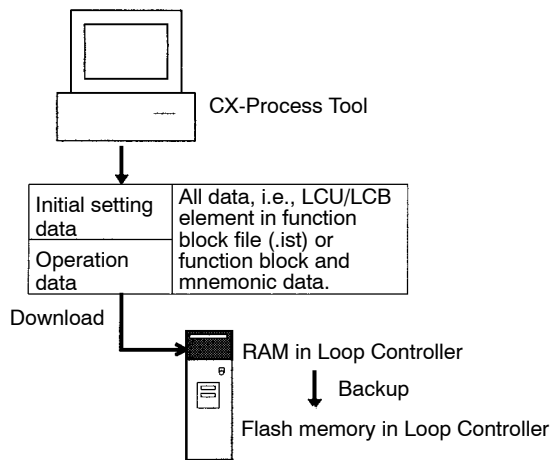 CX-Process Tool
Initial setting
data
Operation
data
All data, i.e., LCU/LCB
element in function
block file (.ist) or
function block and
mnemonic data.
Download
RAM in Loop Controller
Backup
Flash memory in Loop Controller